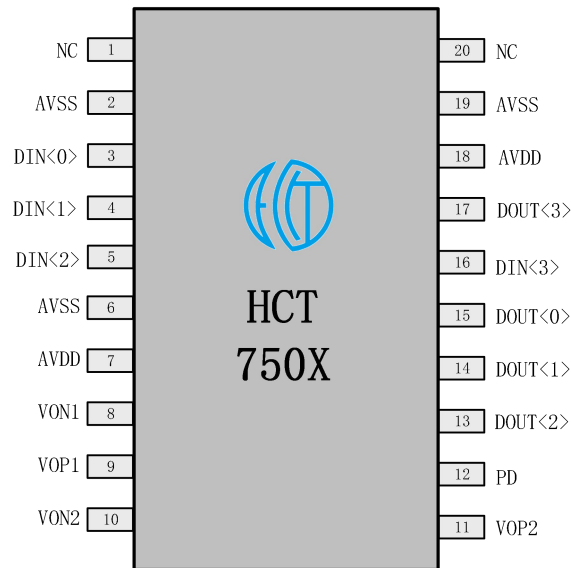 NC 1
AVSS 2
DIN<0> 3
DIN<1> 4
DIN<2> 5
AVSS 6
AVDD 7
VON1 8
VOP1 9
VON2 10
ECT
HCT
750X
20 NC
19 AVSS
18 AVDD
17 DOUT<3>
16 DIN<3>
15 DOUT<0>
14 DOUT<1>
13 DOUT<2>
12 PD
11 VOP2